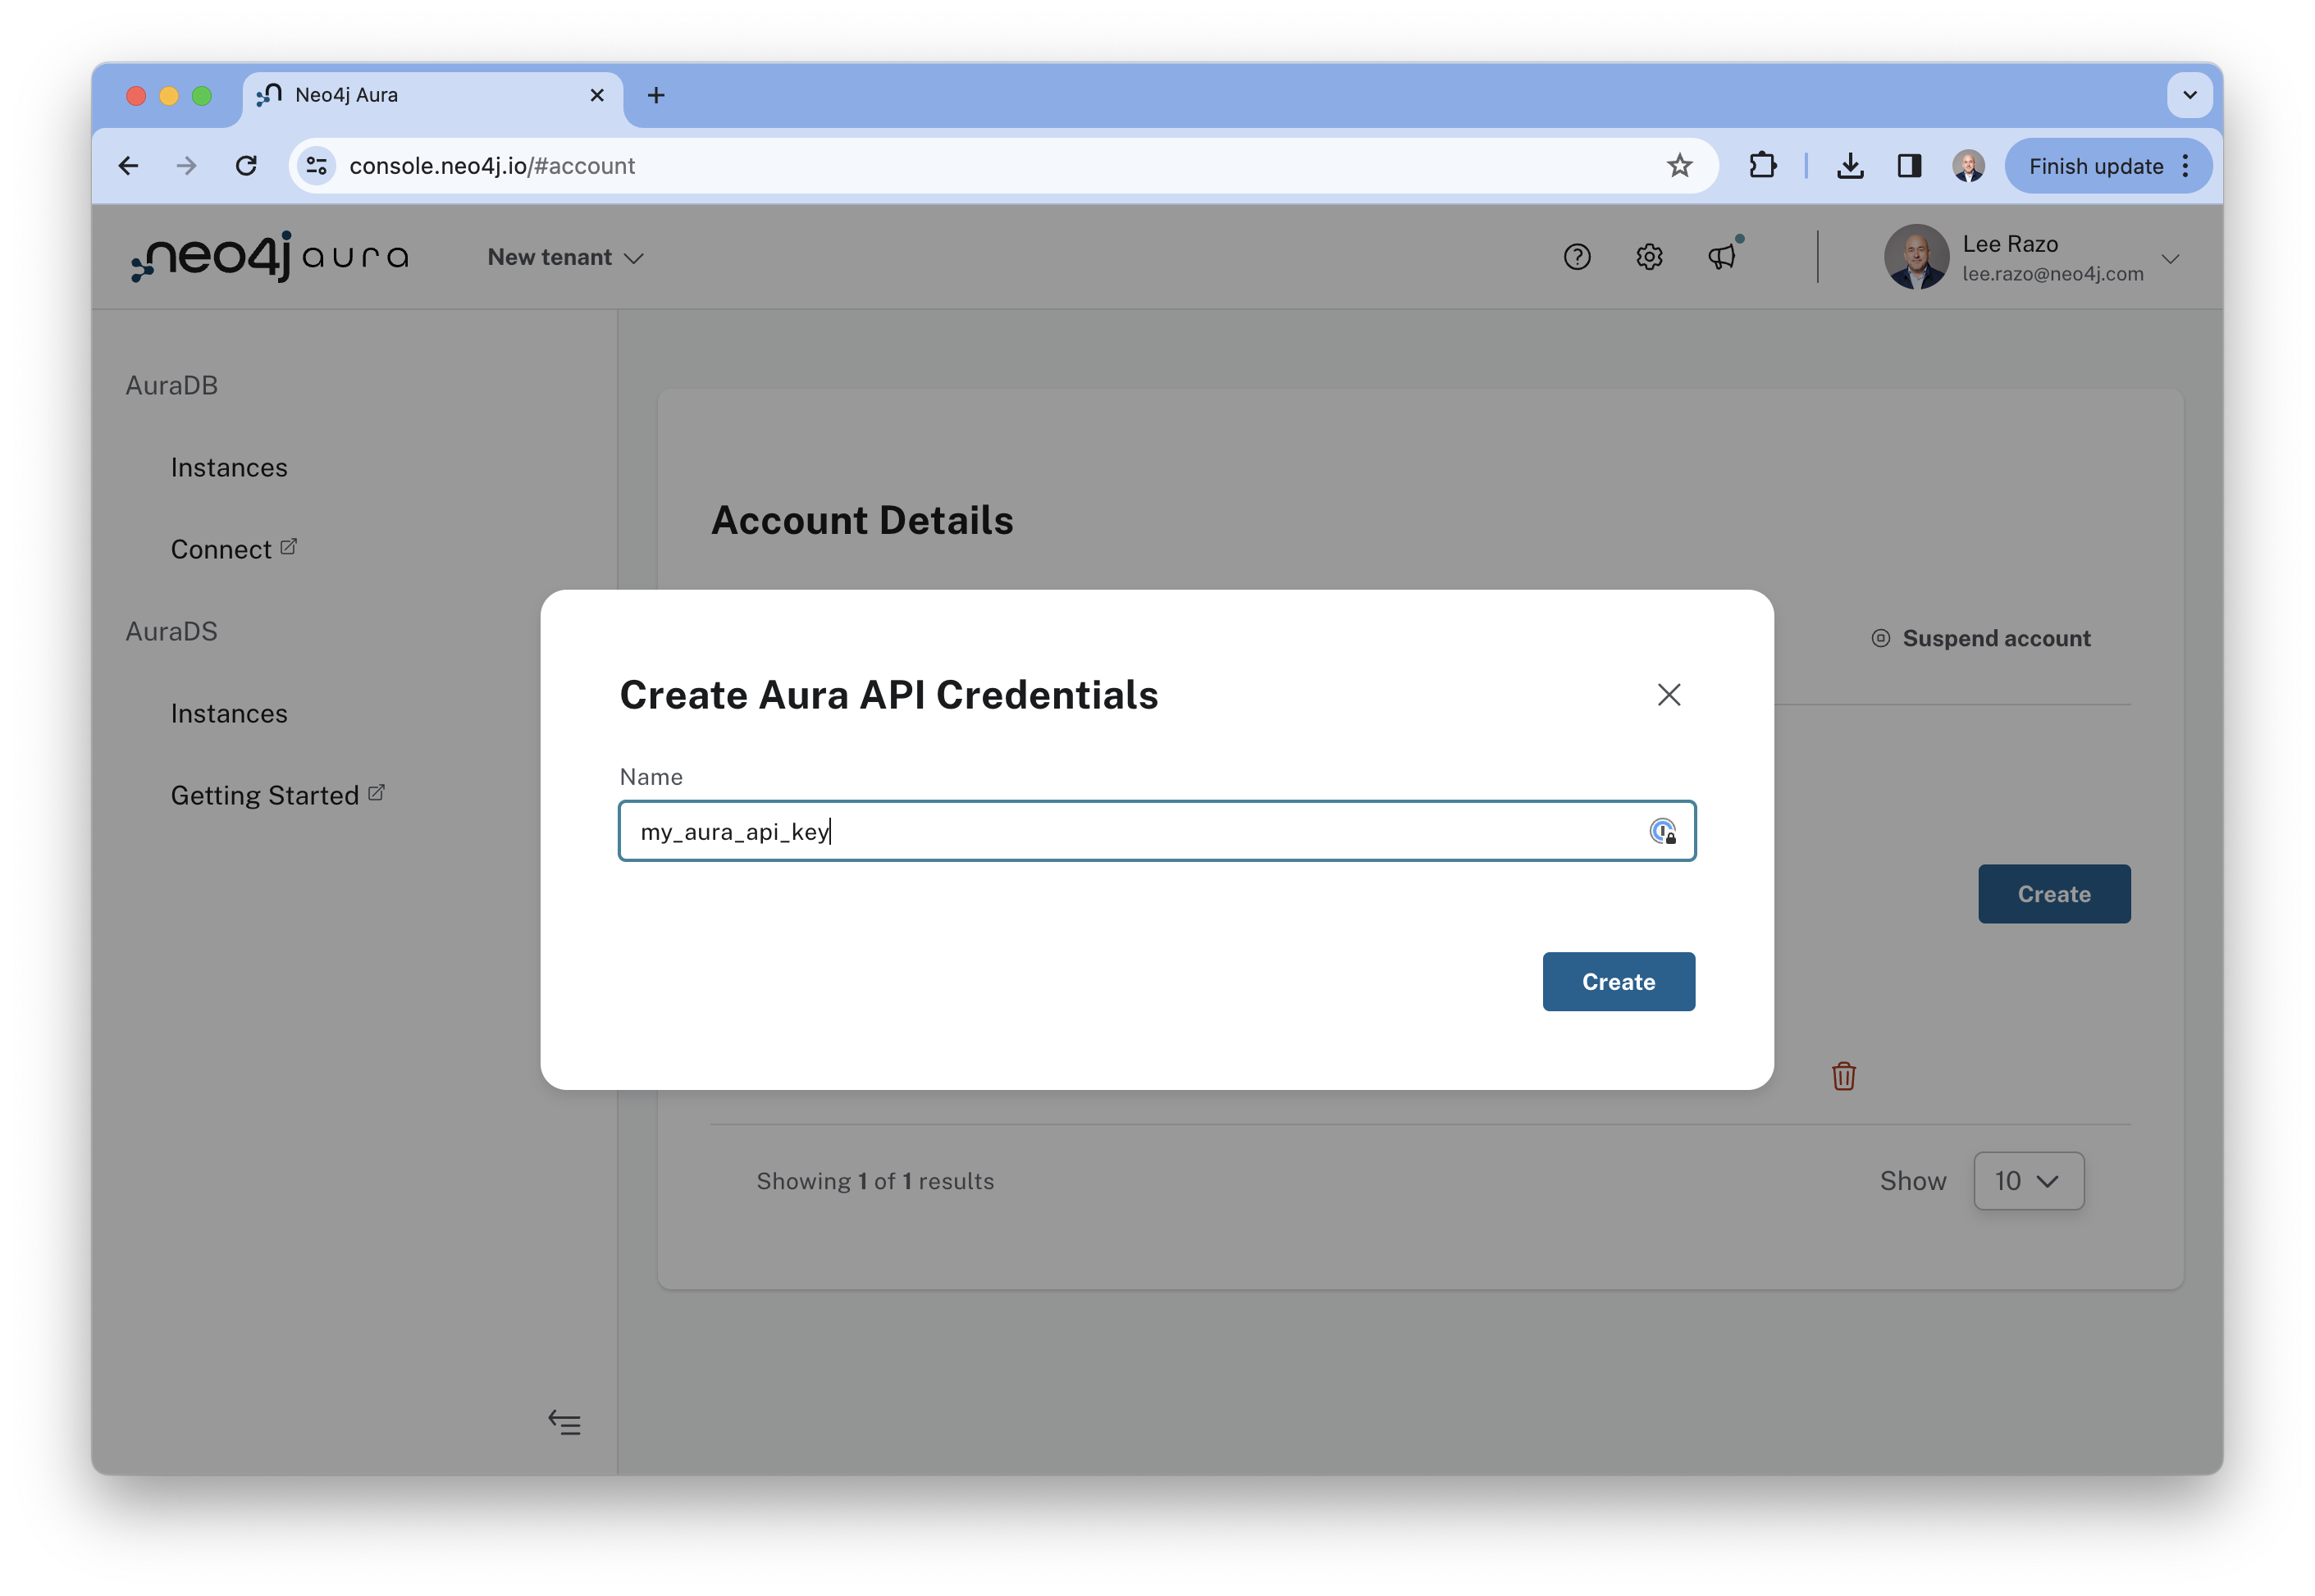 Neo4j Aura
console.neo4j.io/#account
Finish update
neo4j aura
New tenant
Lee Razo
lee.razo@neo4j.com
AuraDB
Instances
Connect
AuraDS
Instances
Getting Started
Account Details
Suspend account
Create Aura API Credentials
Name
my_aura_api_key
Create
Create
Showing 1 of 1 results
Show 10